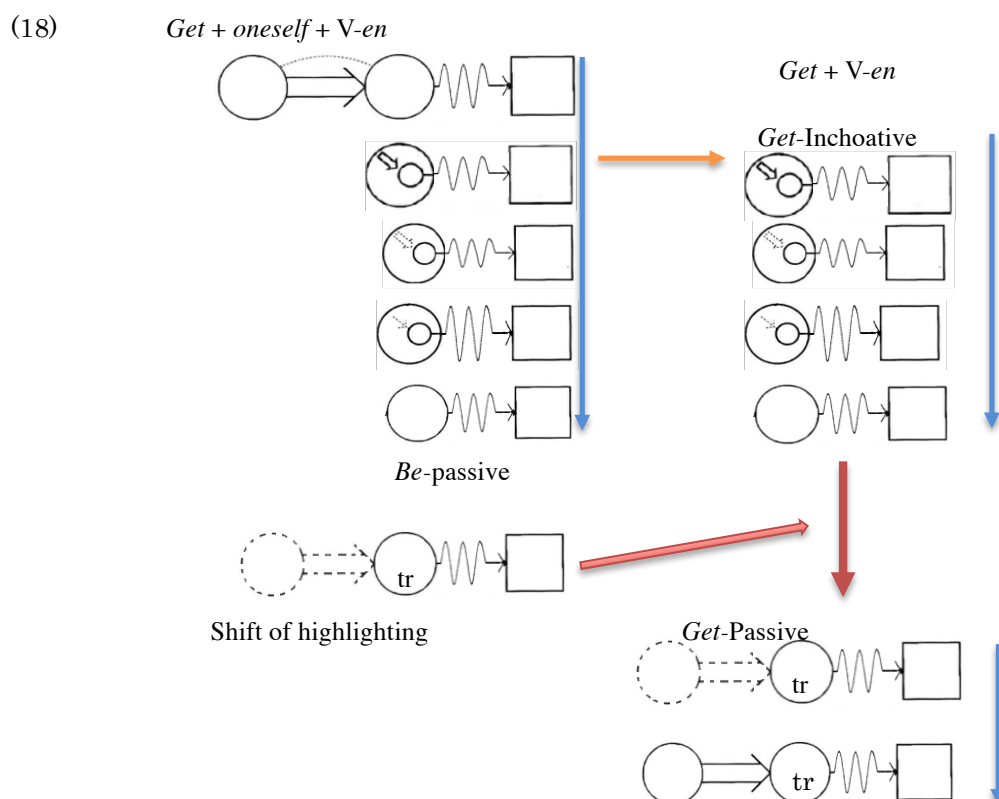 (18)
Get + oneself + V-en
Get + V-en
Get-Inchoative
Be-passive
tr
Shift of highlighting
Get-Passive
tr
tr